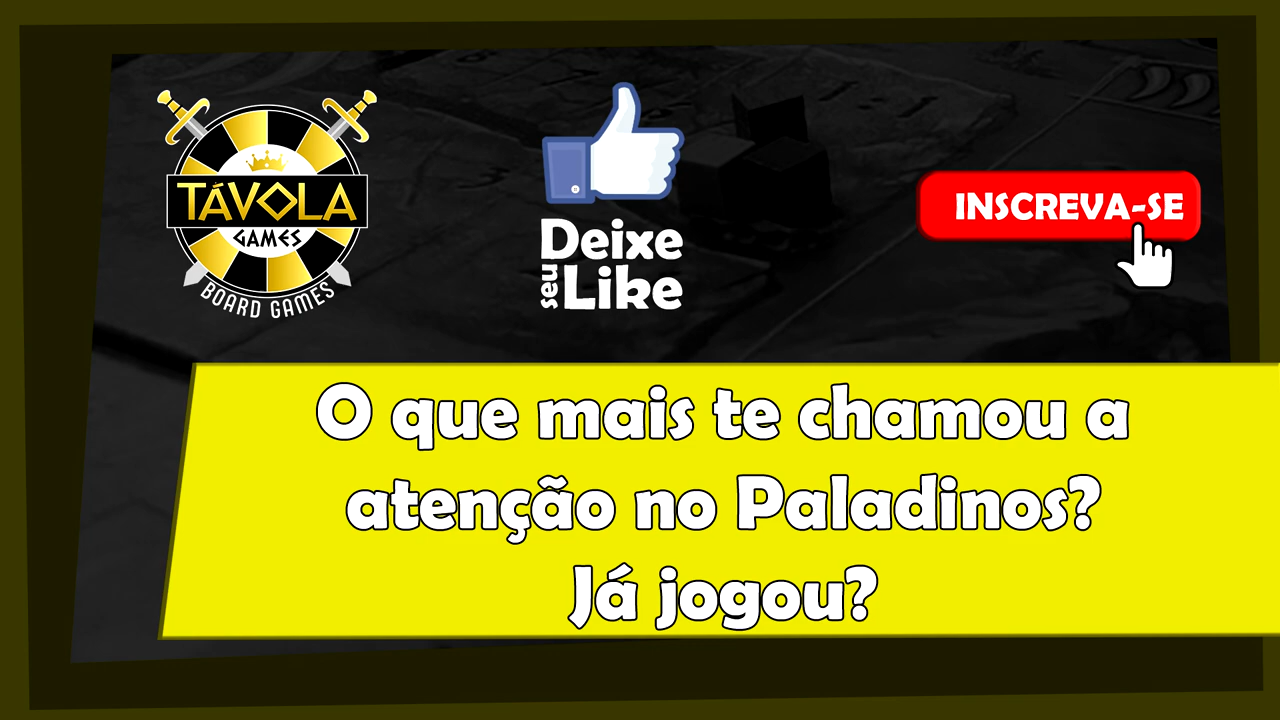 TÁVOLA
GAMES
BOARD GAMES
Deixe
seu Like
INSCREVA-SE
O que mais te chamou a
atenção no Paladinos?
Já jogou?